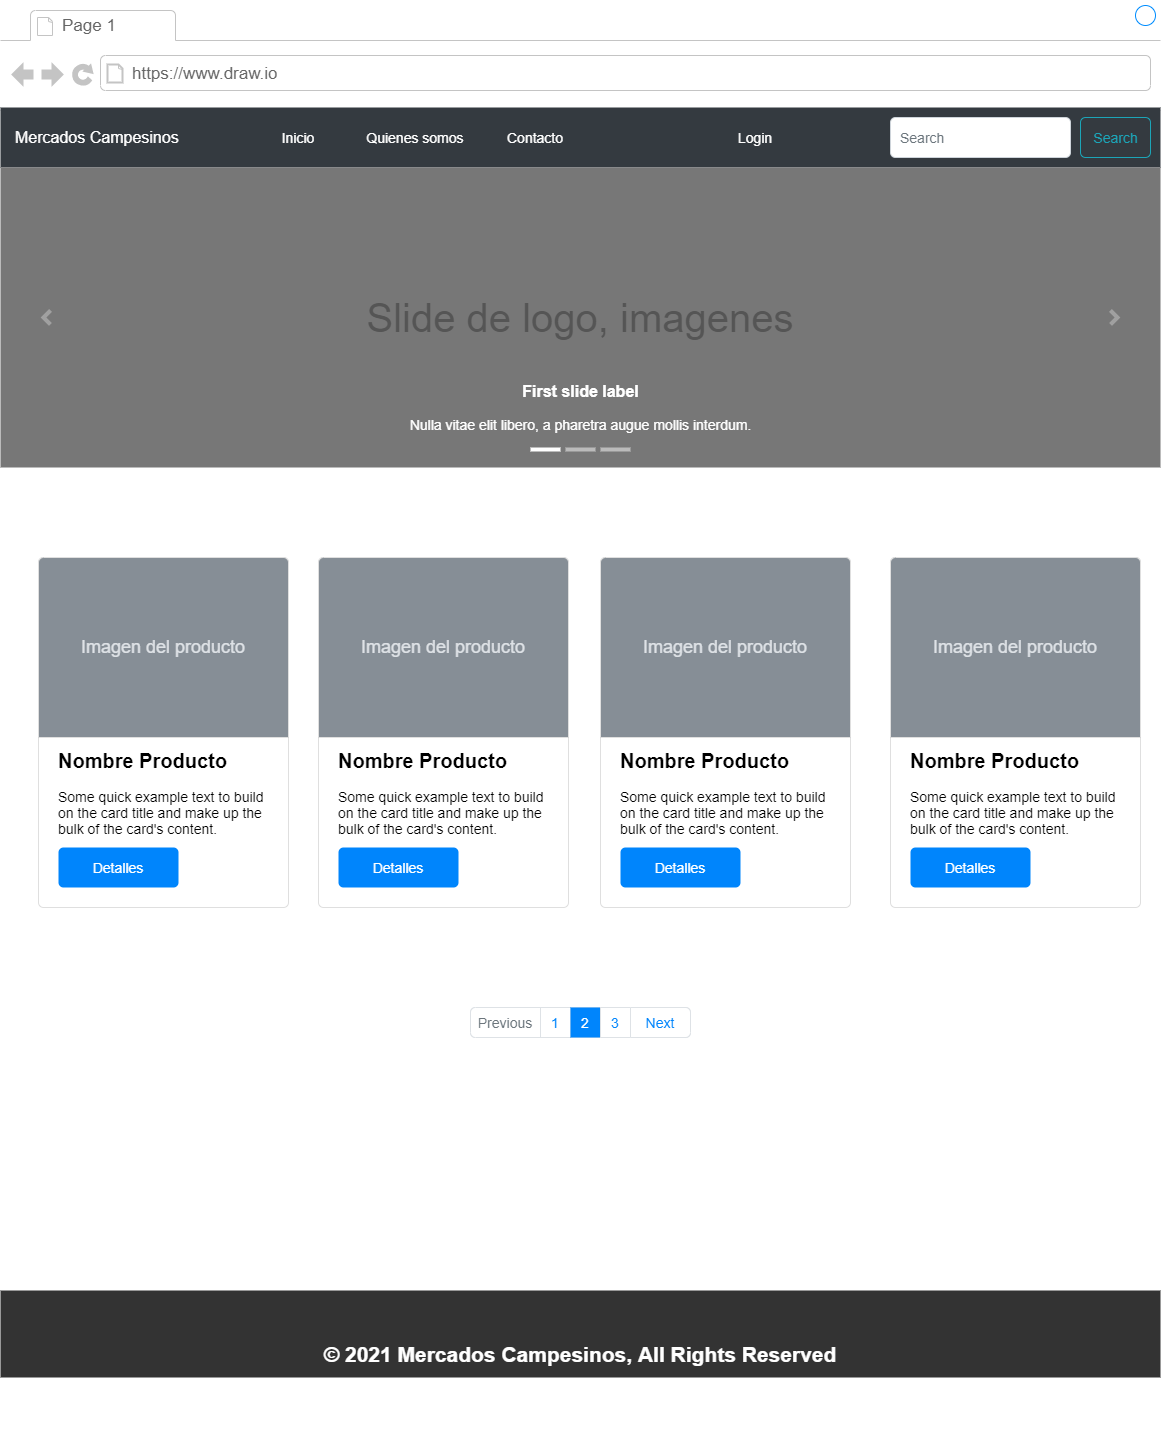 Page 1
https://www.draw.io
Mercados Campesinos Inicio Quienes somos Contacto Login Search Search
Slide de logo, imagenes
First slide label
Nulla vitae elit libero, a pharetra augue mollis interdum.
Imagen del producto
Nombre Producto
Some quick example text to build
on the card title and make up the
bulk of the card's content.
Detalles
Imagen del producto
Nombre Producto
Some quick example text to build
on the card title and make up the
bulk of the card's content.
Detalles
Imagen del producto
Nombre Producto
Some quick example text to build
on the card title and make up the
bulk of the card's content.
Detalles
Imagen del producto
Nombre Producto
Some quick example text to build
on the card title and make up the
bulk of the card's content.
Detalles
Previous 1 2 3 Next
© 2021 Mercados Campesinos, All Rights Reserved